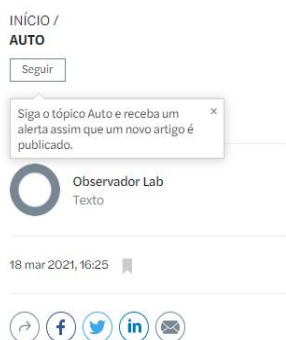 INÍCIO /
AUTO
Seguir
Siga o tópico Auto e receba um ×
alerta assim que um novo artigo é
publicado.
Observador Lab
Texto
18 mar 2021, 16:25
f in